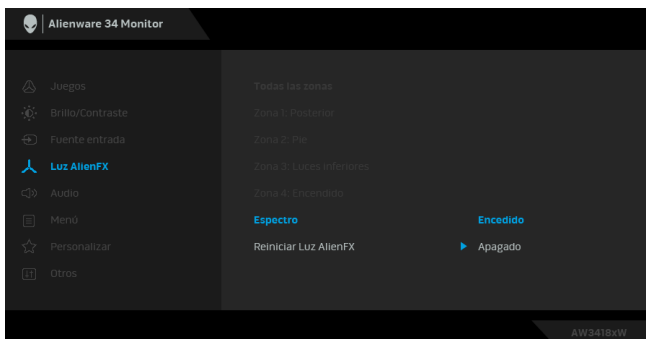 Alienware 34 Monitor
Juegos
Todas las zonas
Brillo/Contraste
Zona 1: Posterior
Fuente entrada
Zona 2: Pie
Luz AlienFX
Zona 3: Luces inferiores
Audio
Zona 4: Encendido
Menú
Espectro
Encedido
Personalizar
Reiniciar Luz AlienFX
Apagado
Otros
AW3418xW